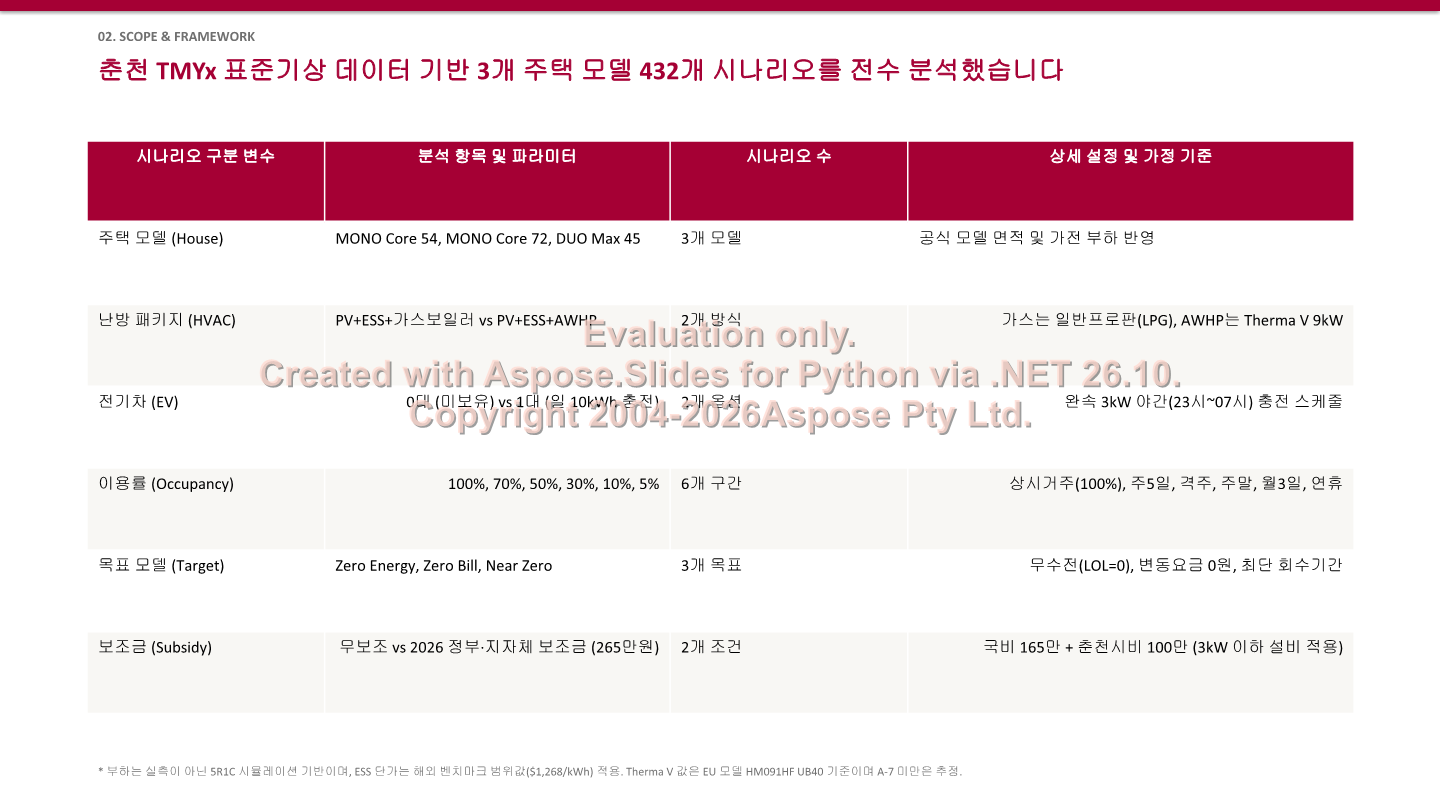 02. SCOPE & FRAMEWORK
춘천 TMYx 표준기상 데이터 기반 3개 주택 모델 432개 시나리오를 전수 분석했습니다
시나리오 구분 변수 분석 항목 및 파라미터 시나리오 수 상세 설정 및 가정 기준
주택 모델 (House) MONO Core 54, MONO Core 72, DUO Max 45 3개 모델 공식 모델 면적 및 가전 부하 반영
난방 패키지 (HVAC) PV+ESS+가스보일러 vs PV+ESS+AWHP 2개 방식 가스는 일반프로판(LPG), AWHP는 Therma V 9kW
Evaluation only.
Created with Aspose.Slides for Python via .NET 26.10.
전기차 (EV) 0대 (미보유) vs 1대 (일 10kWh 충전) 2개 옵션 완속 3kW 야간(23시~07시) 충전 스케줄
Copyright 2004-2026Aspose Pty Ltd.
이용률 (Occupancy) 100%, 70%, 50%, 30%, 10%, 5% 6개 구간 상시거주(100%), 주5일, 격주, 주말, 월3일, 연휴
목표 모델 (Target) Zero Energy, Zero Bill, Near Zero 3개 목표 무수전(LOL=0), 변동요금 0원, 최단 회수기간
보조금 (Subsidy) 무보조 vs 2026 정부·지자체 보조금 (265만원) 2개 조건 국비 165만 + 춘천시비 100만 (3kW 이하 설비 적용)
* 부하는 실측이 아닌 5R1C 시뮬레이션 기반이며, ESS 단가는 해외 벤치마크 범위값($1,268/kWh) 적용. Therma V 값은 EU 모델 HM091HF UB40 기준이며 A-7 미만은 추정.